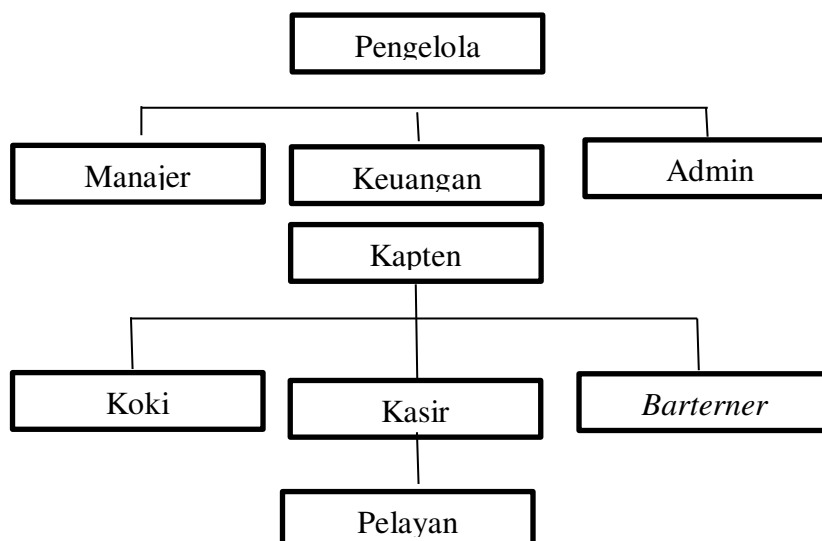 Pengelola
Manajer
Keuangan
Admin
Kapten
Koki
Kasir
Barterner
Pelayan